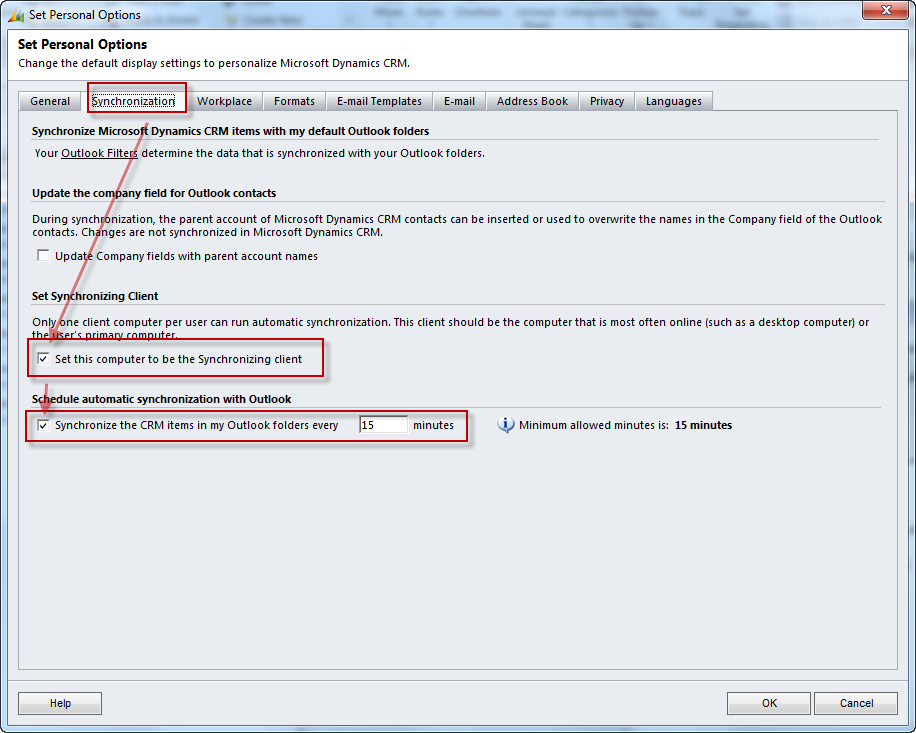 Set Personal Options
Set Personal Options
Change the default display settings to personalize Microsoft Dynamics CRM.
General Synchronization Workplace Formats E-mail Templates E-mail Address Book Privacy Languages
Synchronize Microsoft Dynamics CRM items with my default Outlook folders
Your Outlook Filters determine the data that is synchronized with your Outlook folders.
Update the company field for Outlook contacts
During synchronization, the parent account of Microsoft Dynamics CRM contacts can be inserted or used to overwrite the names in the Company field of the Outlook
contacts. Changes are not synchronized in Microsoft Dynamics CRM.
Update Company fields with parent account names
Set Synchronizing Client
Only one client computer per user can run automatic synchronization. This client should be the computer that is most often online (such as a desktop computer) or
the user's primary computer.
Set this computer to be the Synchronizing client
Schedule automatic synchronization with Outlook
Synchronize the CRM items in my Outlook folders every 15 minutes Minimum allowed minutes is: 15 minutes
Help OK Cancel